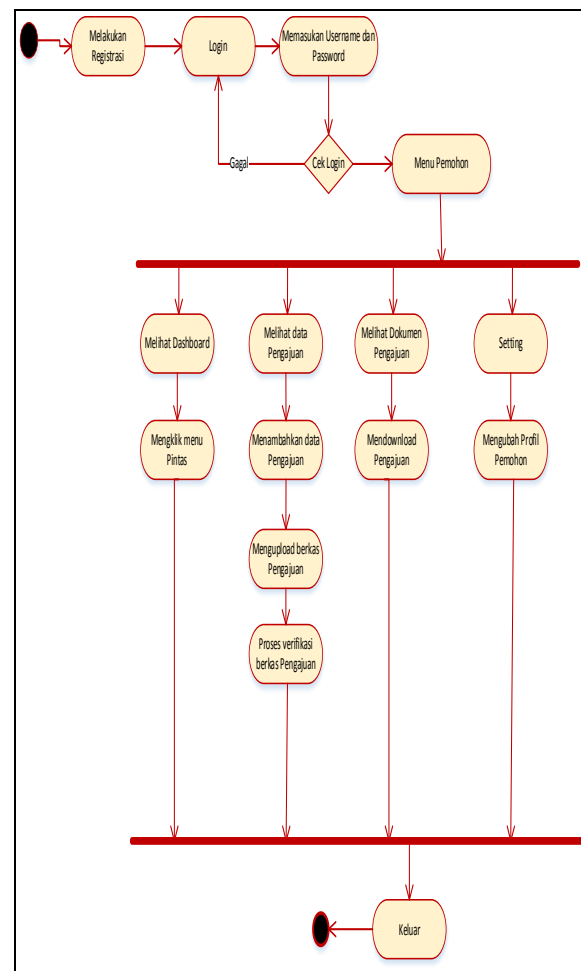 Melakukan
Registrasi
Login
Memasukan Username dan
Password
Gagal
Cek Login
Menu Pemohon
Melihat Dashboard
Melihat data
Pengajuan
Melihat Dokumen
Pengajuan
Setting
Mengklik menu
Pintas
Menambahkan data
Pengajuan
Mendownload
Pengajuan
Mengubah Profil
Pemohon
Mengupload berkas
Pengajuan
Proses verifikasi
berkas Pengajuan
Keluar